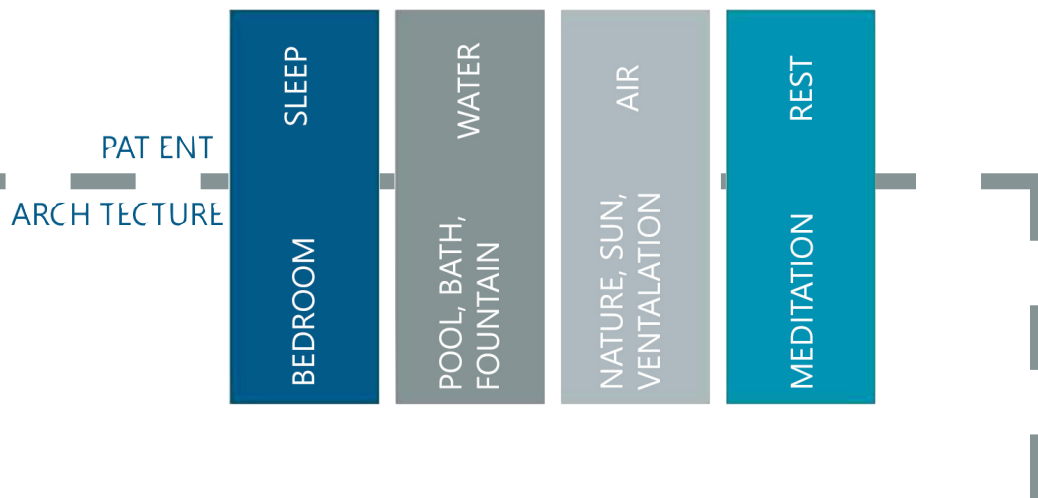 PAT ENT
ARCH TECTURE
SLEEP
BEDROOM
WATER
POOL, BATH,
FOUNTAIN
AIR
NATURE, SUN,
VENTALATION
REST
MEDITATION